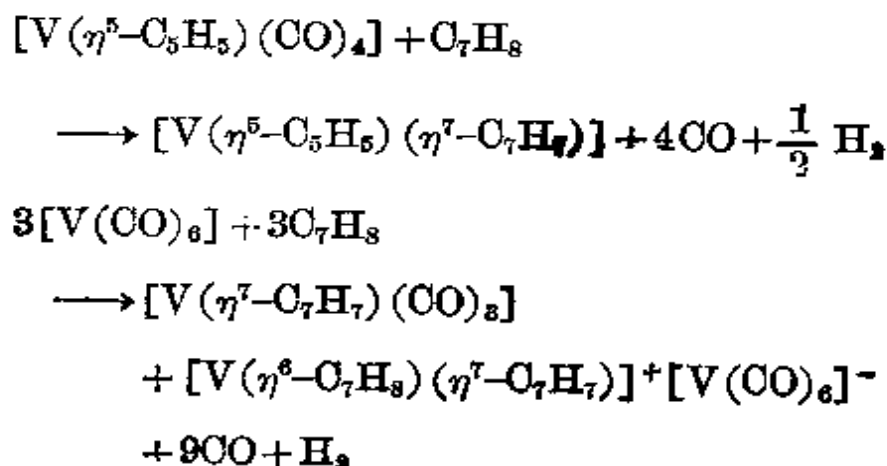 [V(η⁵–C₅H₅)(CO)₄]+C₇H₈
⟶[V(η⁵–C₅H₅)(η⁷–C₇H₇)]+4CO+½ H₂
3[V(CO)₆]+3C₇H₈
⟶[V(η⁷–C₇H₇)(CO)₃]
+[V(η⁶–C₇H₈)(η⁷–C₇H₇)]⁺[V(CO)₆]⁻
+9CO+H₂